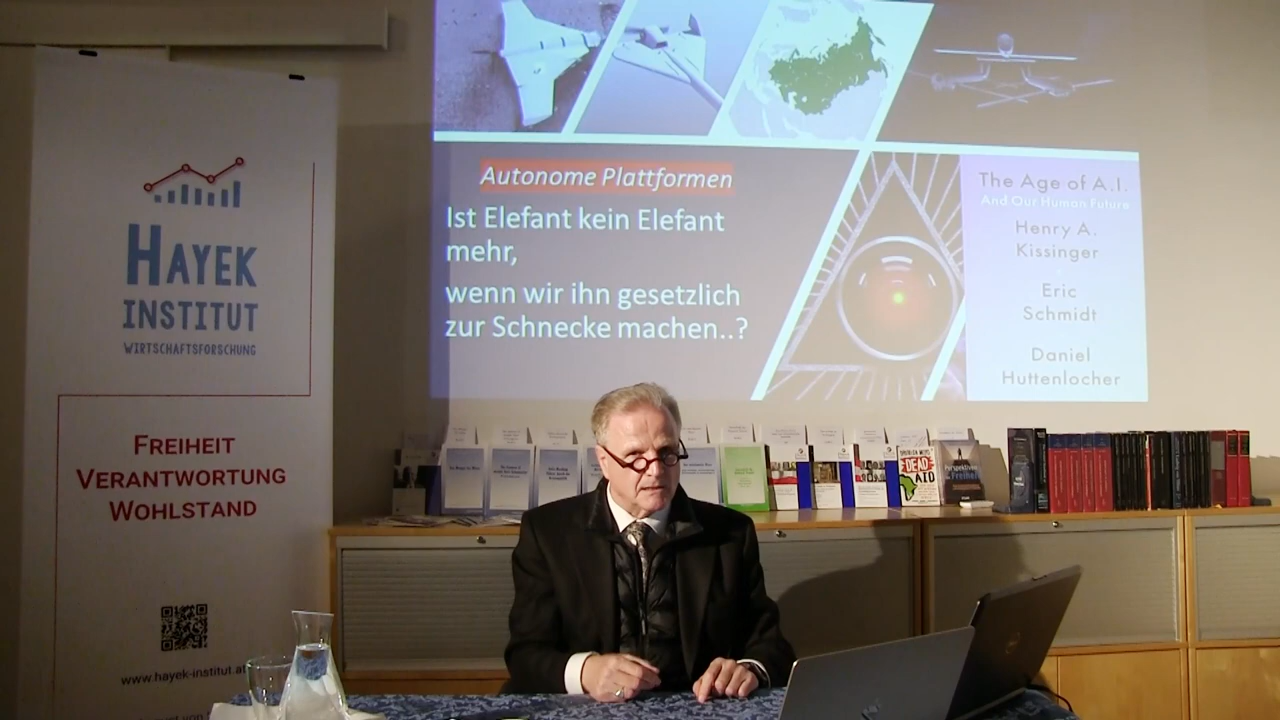 HAYEK
INSTITUT
WIRTSCHAFTSFORSCHUNG
FREIHEIT
VERANTWORTUNG
WOHLSTAND
www.hayek-institut.at
Autonome Plattformen
Ist Elefant kein Elefant
mehr,
wenn wir ihn gesetzlich
zur Schnecke machen..?
The Age of A.I.
And Our Human Future
Henry A.
Kissinger
Eric
Schmidt
Daniel
Huttenlocher
DEAD
AID
Perspektiven
der Freiheit